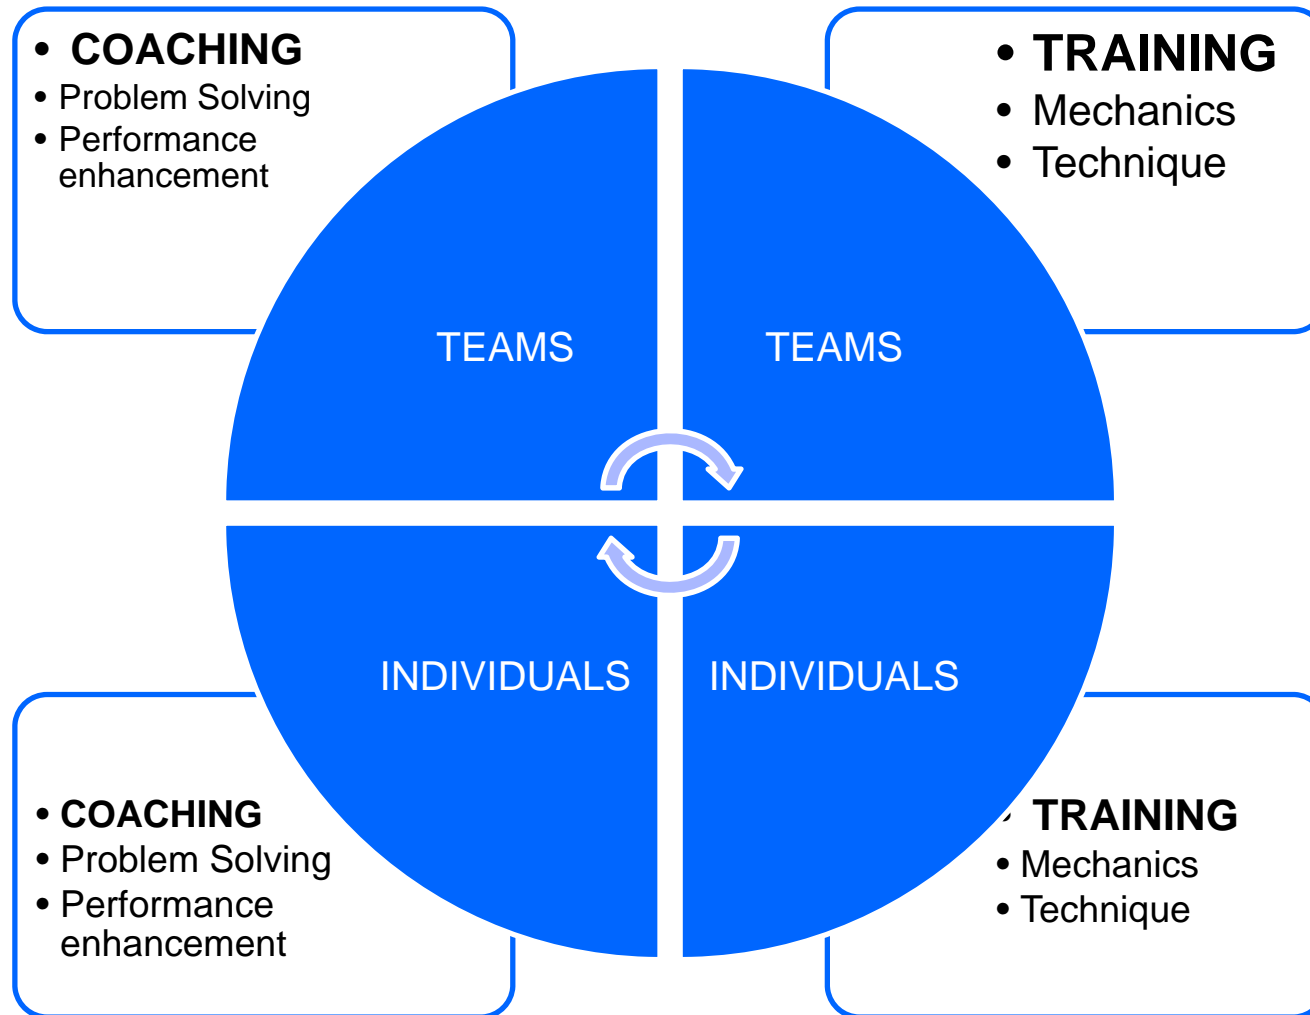 • COACHING
• Problem Solving
• Performance
enhancement
• TRAINING
• Mechanics
• Technique
TEAMS
TEAMS
INDIVIDUALS
INDIVIDUALS
• COACHING
• Problem Solving
• Performance
enhancement
• TRAINING
• Mechanics
• Technique